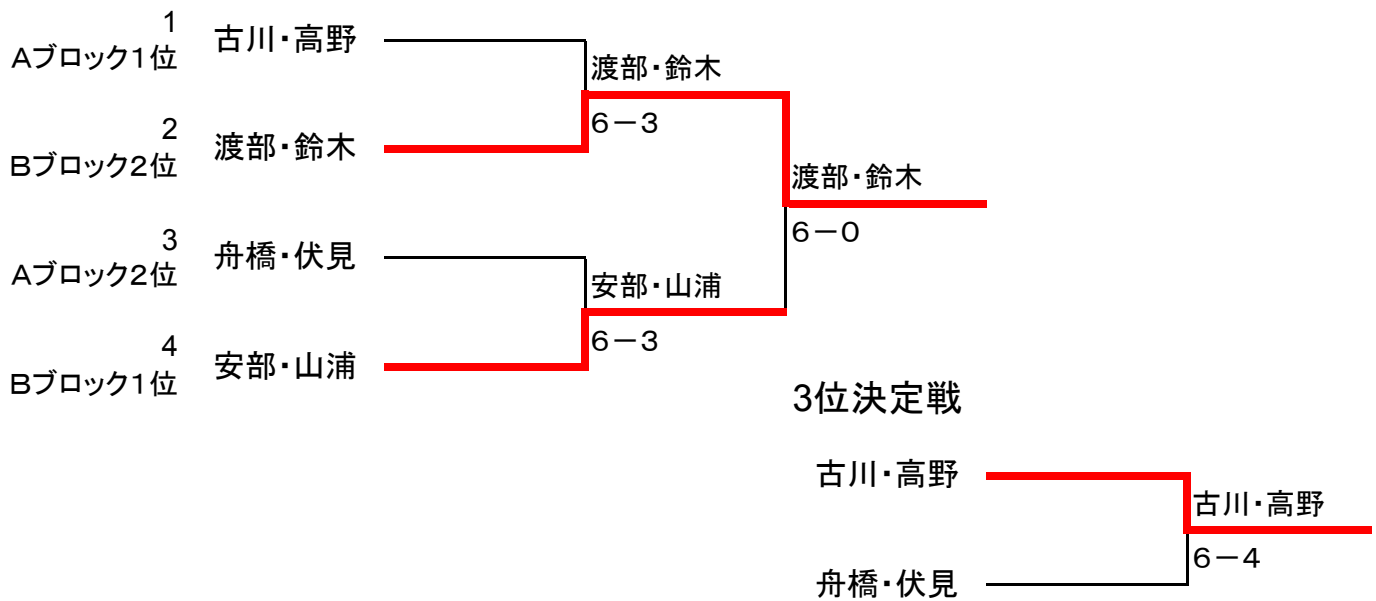 1
Aブロック1位
古川・高野
渡部・鈴木
6－3
2
Bブロック2位
渡部・鈴木
渡部・鈴木
6－0
3
Aブロック2位
舟橋・伏見
安部・山浦
6－3
4
Bブロック1位
安部・山浦
3位決定戦
古川・高野
古川・高野
6－4
舟橋・伏見